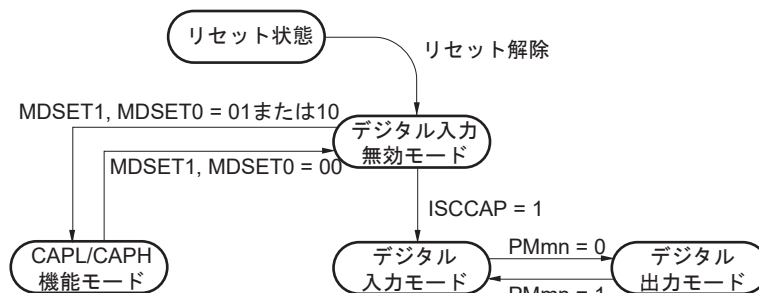 リセット状態
リセット解除
MDSET1, MDSET0 = 01または10
デジタル入力
無効モード
MDSET1, MDSET0 = 00
ISCCAP = 1
CAPL/CAPH
機能モード
デジタル
入力モード
PMmn = 0
デジタル
出力モード
PMmn = 1